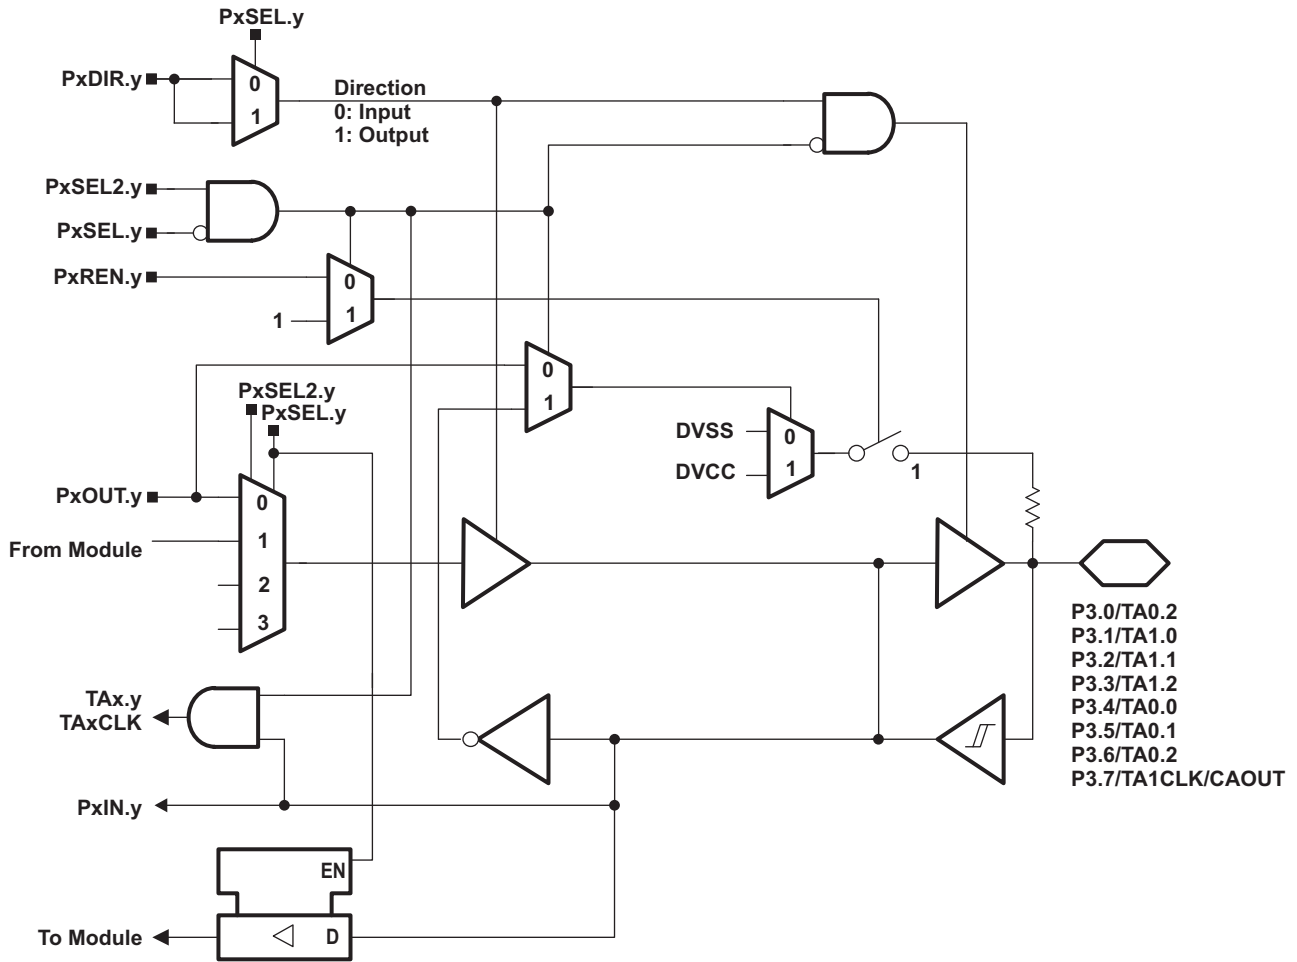 PxSEL.y
PxDIR.y
0
1
Direction
0: Input
1: Output
PxSEL2.y
PxSEL.y
PxREN.y
0
1
1
0
1
PxSEL2.y
PxSEL.y
DVSS
DVCC
0
1
1
PxOUT.y
From Module
0
1
2
3
P3.0/TA0.2
P3.1/TA1.0
P3.2/TA1.1
P3.3/TA1.2
P3.4/TA0.0
P3.5/TA0.1
P3.6/TA0.2
P3.7/TA1CLK/CAOUT
TAx.y
TAxCLK
PxIN.y
EN
D
To Module